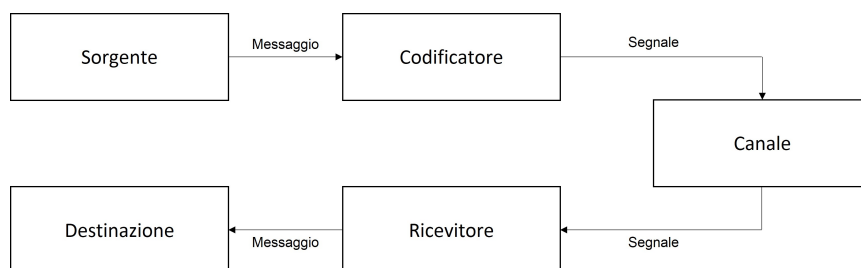 Sorgente
Messaggio
Codificatore
Segnale
Canale
Segnale
Ricevitore
Messaggio
Destinazione